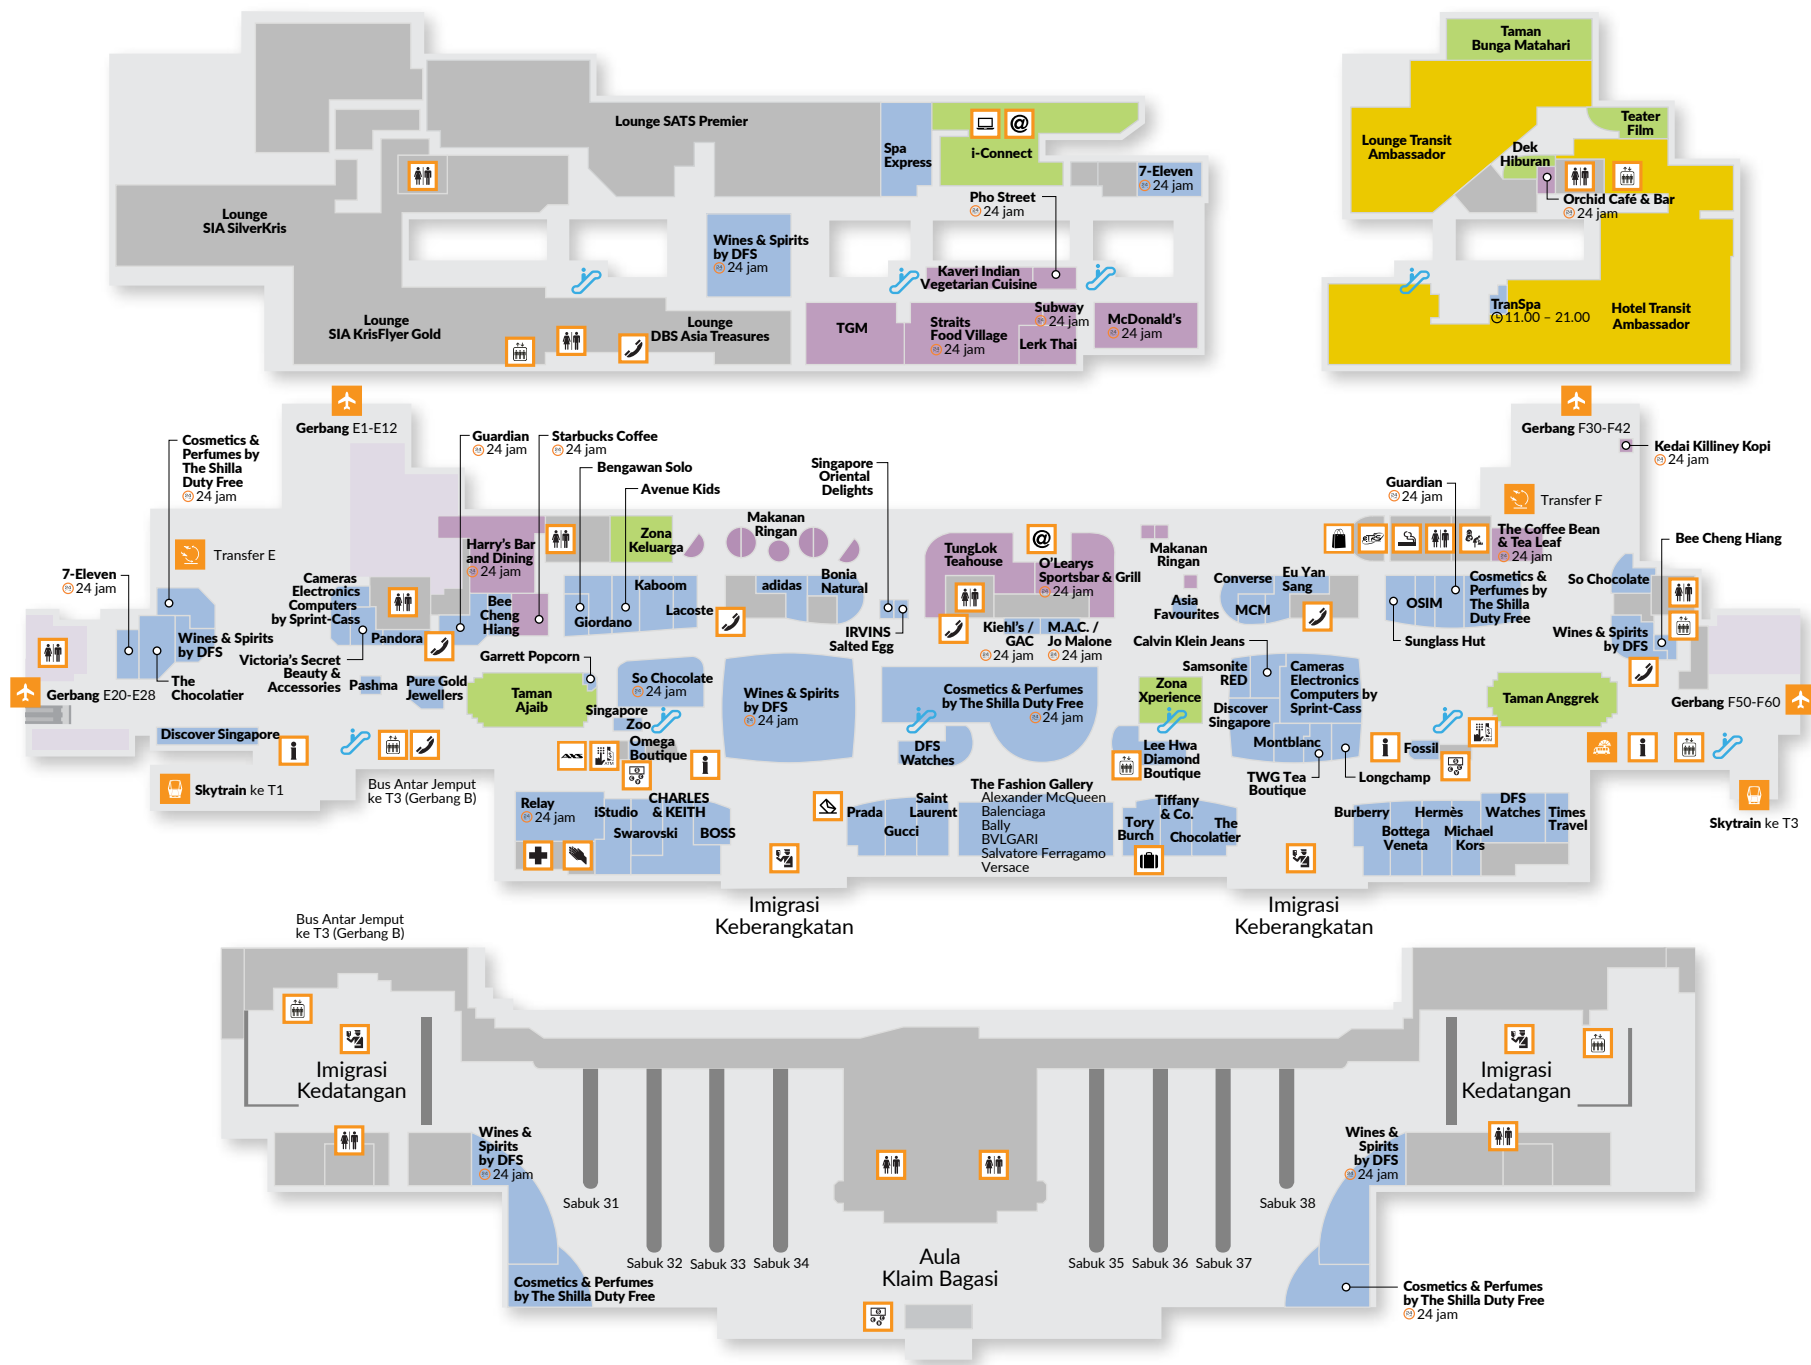 Taman
Bunga Matahari
Lounge SATS Premier
Spa
Express
@
i-Connect
7-Eleven
24 jam
Pho Street
24 jam
Lounge
SIA SilverKris
Wines & Spirits
by DFS
24 jam
Kaveri Indian
Vegetarian Cuisine
Lounge
SIA KrisFlyer Gold
Lounge
DBS Asia Treasures
TGM
Straits
Food Village
24 jam
Subway
24 jam
Lerk Thai
McDonald's
24 jam
Lounge Transit
Ambassador
Teater
Film
Dek
Hiburan
Orchid Café & Bar
24 jam
TranSpa
11.00 – 21.00
Hotel Transit
Ambassador
Gerbang E1-E12
Gerbang F30-F42
Cosmetics &
Perfumes by
The Shilla
Duty Free
24 jam
Guardian
24 jam
Starbucks Coffee
24 jam
Bengawan Solo
Avenue Kids
Singapore
Oriental
Delights
Guardian
24 jam
Kedai Killiney Kopi
24 jam
Transfer E
Transfer F
7-Eleven
24 jam
Cameras
Electronics
Computers
by Sprint-Cass
Harry's Bar
and Dining
24 jam
Zona
Keluarga
Makanan
Ringan
TungLok
Teahouse
@
O'Learys
Sportsbar & Grill
24 jam
Makanan
Ringan
The Coffee Bean
& Tea Leaf
24 jam
Bee Cheng Hiang
Kaboom
adidas
Bonia
Natural
Converse
Eu Yan
Sang
Cosmetics &
Perfumes by
The Shilla
Duty Free
So Chocolate
Bee
Cheng
Hiang
Giordano
Lacoste
Asia
Favourites
MCM
OSIM
Wines & Spirits
by DFS
Pandora
IRVINS
Salted Egg
Kiehl's /
GAC
24 jam
M.A.C. /
Jo Malone
24 jam
Calvin Klein Jeans
Sunglass Hut
Wines & Spirits
by DFS
The
Chocolatier
Victoria's Secret
Beauty &
Accessories
Pashma
Pure Gold
Jewellers
Garrett Popcorn
Taman
Ajaib
So Chocolate
24 jam
Wines & Spirits
by DFS
24 jam
Cosmetics & Perfumes
by The Shilla Duty Free
24 jam
Zona
Xperience
Samsonite
RED
Cameras
Electronics
Computers by
Sprint-Cass
Taman Anggrek
Gerbang E20-E28
Gerbang F50-F60
Discover Singapore
Singapore
Zoo
Omega
Boutique
AXS
ATM
DFS
Watches
Lee Hwa
Diamond
Boutique
Discover
Singapore
Montblanc
TWG Tea
Boutique
Longchamp
Fossil
ATM
Skytrain ke T1
Bus Antar Jemput
ke T3 (Gerbang B)
Skytrain ke T3
Relay
24 jam
iStudio
CHARLES
& KEITH
Swarovski
BOSS
Prada
Gucci
Saint
Laurent
The Fashion Gallery
Alexander McQueen
Balenciaga
Bally
BVLGARI
Salvatore Ferragamo
Versace
Tory
Burch
Tiffany
& Co.
The
Chocolatier
Burberry
Bottega
Veneta
Hermès
Michael
Kors
DFS
Watches
Times
Travel
Imigrasi
Keberangkatan
Imigrasi
Keberangkatan
Bus Antar Jemput
ke T3 (Gerbang B)
Imigrasi
Kedatangan
Imigrasi
Kedatangan
Wines &
Spirits
by DFS
24 jam
Wines &
Spirits
by DFS
24 jam
Sabuk 31
Sabuk 32
Sabuk 33
Sabuk 34
Sabuk 35
Sabuk 36
Sabuk 37
Sabuk 38
Aula
Klaim Bagasi
Cosmetics & Perfumes
by The Shilla Duty Free
Cosmetics & Perfumes
by The Shilla Duty Free
24 jam